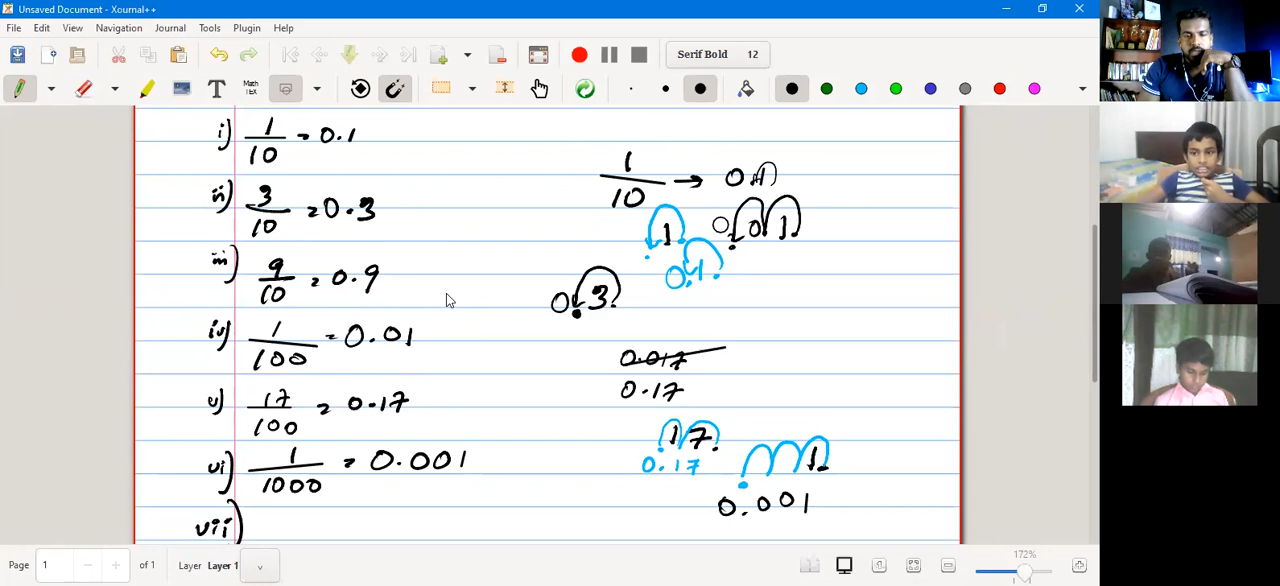 Unsaved Document - Xournal++
File Edit View Navigation Journal Tools Plugin Help
Serif Bold 12
Math TEX
i) 1/10 = 0.1
ii) 3/10 = 0.3
iii) 9/10 = 0.9
iv) 1/100 = 0.01
v) 17/100 = 0.17
vi) 1/1000 = 0.001
vii)
1/10 → 0.1
1
0.01
0.1
0.3
0.017
0.17
17.
0.17
1.
0.001
Page 1 of 1 Layer Layer 1 172%